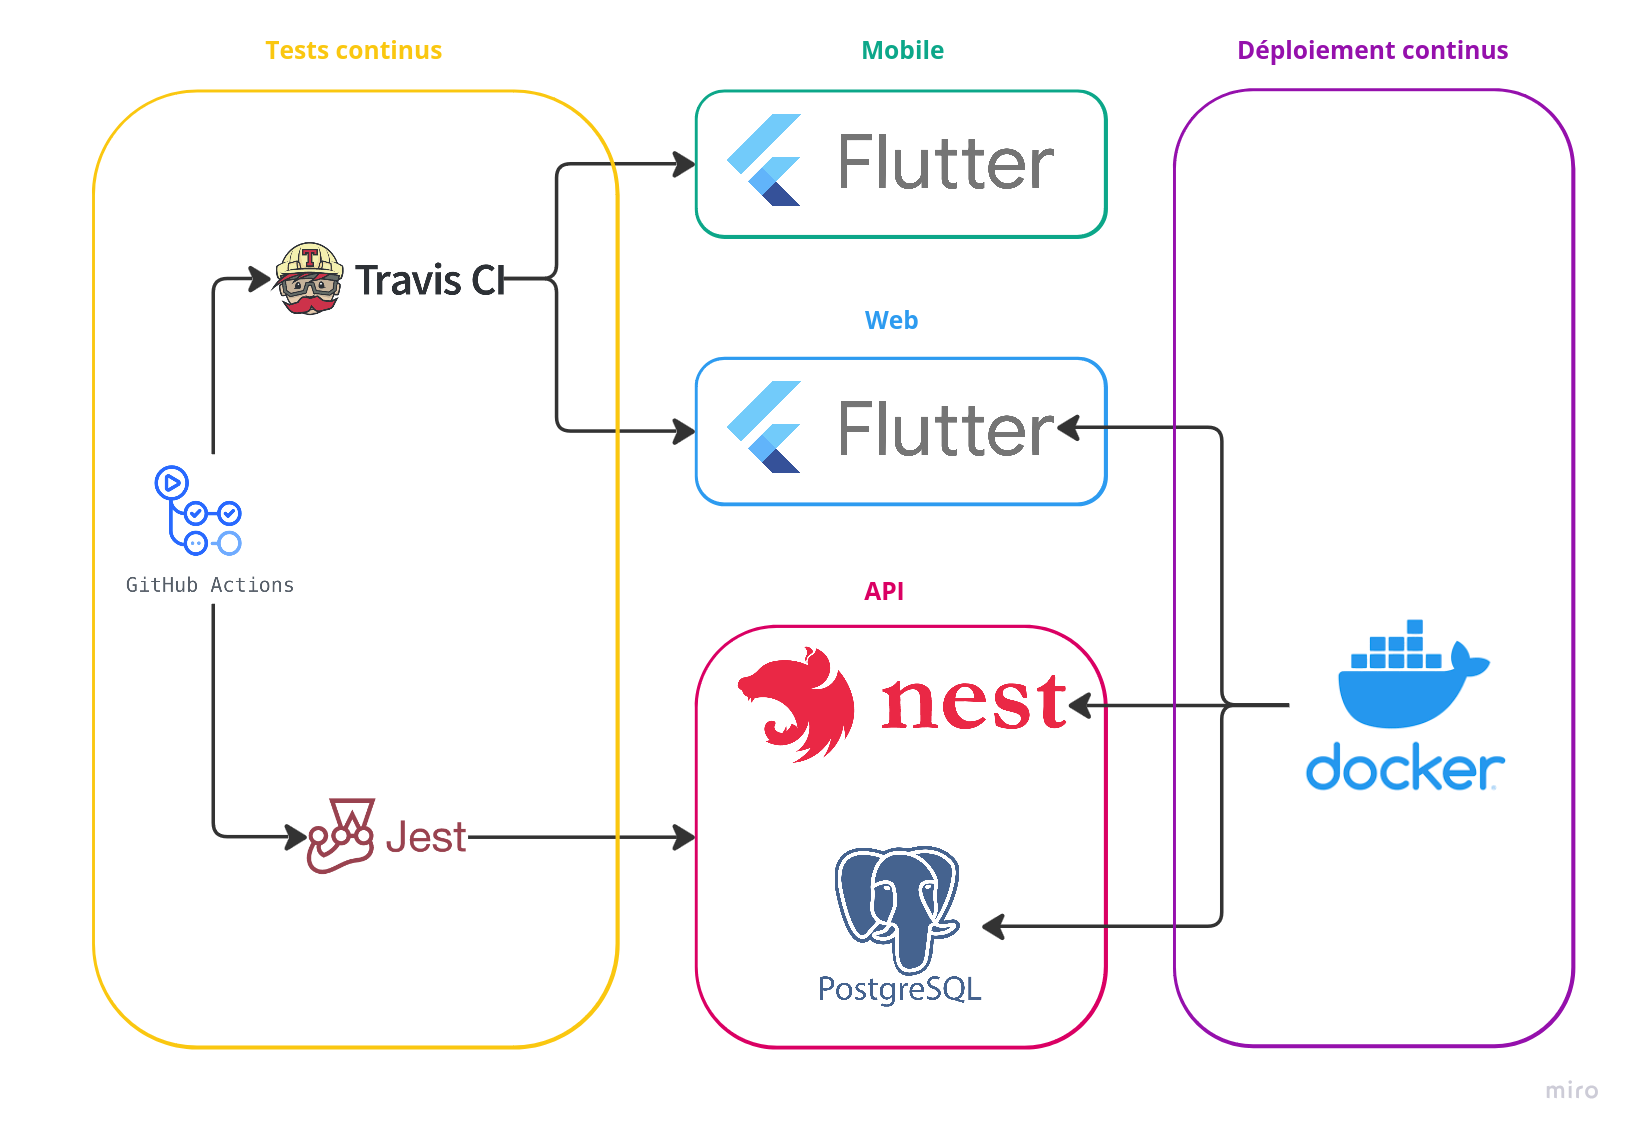 Tests continus
Mobile
Déploiement continus
Flutter
T
Travis CI
Web
Flutter
GitHub Actions
API
nest
docker
Jest
PostgreSQL
miro